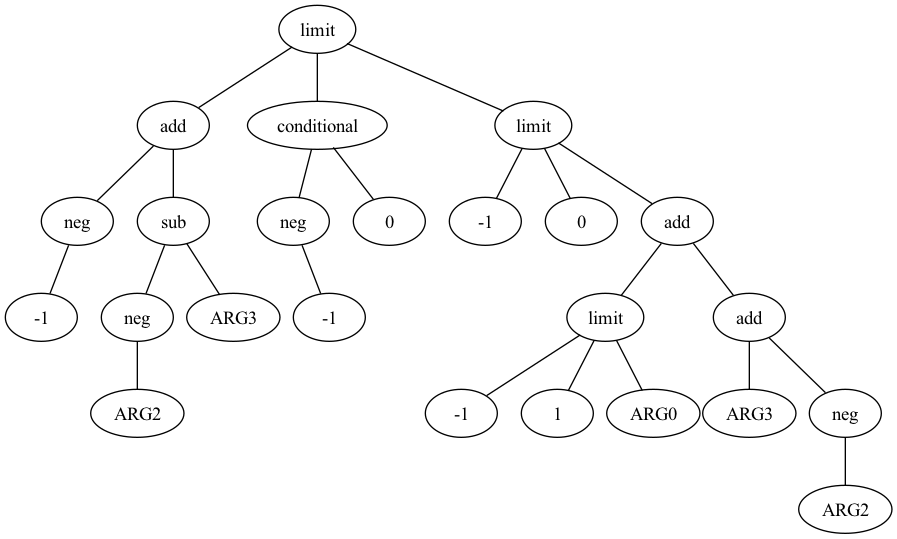 limit
add conditional limit
neg sub neg 0 -1 0 add
-1 neg ARG3 -1 limit add
ARG2 -1 1 ARG0 ARG3 neg
ARG2